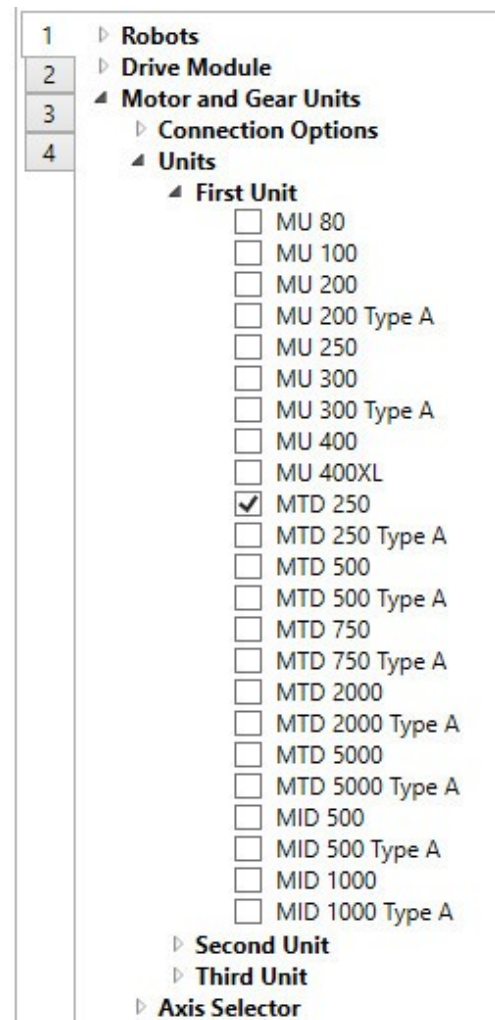 1
2
3
4
Robots
Drive Module
Motor and Gear Units
Connection Options
Units
First Unit
MU 80
MU 100
MU 200
MU 200 Type A
MU 250
MU 300
MU 300 Type A
MU 400
MU 400XL
MTD 250
MTD 250 Type A
MTD 500
MTD 500 Type A
MTD 750
MTD 750 Type A
MTD 2000
MTD 2000 Type A
MTD 5000
MTD 5000 Type A
MID 500
MID 500 Type A
MID 1000
MID 1000 Type A
Second Unit
Third Unit
Axis Selector